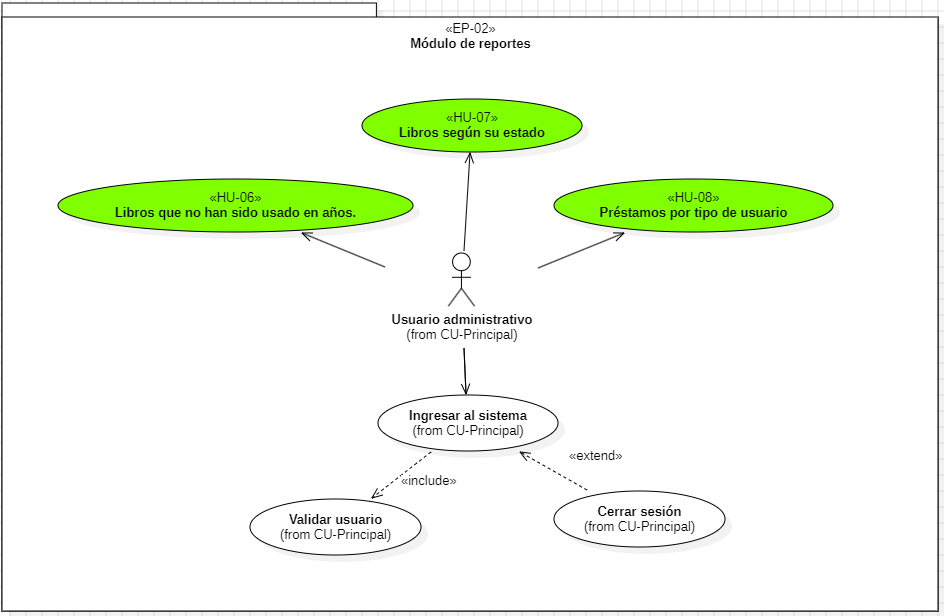 «EP-02»
Módulo de reportes
«HU-07»
Libros según su estado
«HU-06»
Libros que no han sido usado en años.
«HU-08»
Préstamos por tipo de usuario
Usuario administrativo
(from CU-Principal)
Ingresar al sistema
(from CU-Principal)
«extend»
«include»
Validar usuario
(from CU-Principal)
Cerrar sesión
(from CU-Principal)